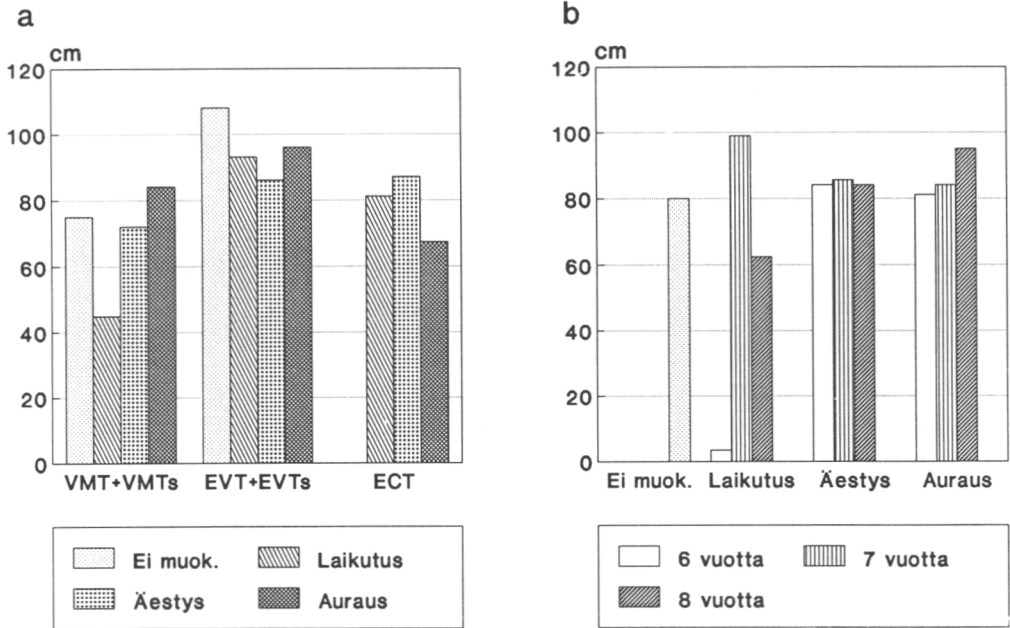 a
cm
120
100
80
60
40
20
0
VMT+VMTs EVT+EVTs ECT
Ei muok. Laikutus
Äestys Auraus
b
cm
120
100
80
60
40
20
0
Ei muok. Laikutus Äestys Auraus
6 vuotta 7 vuotta
8 vuotta